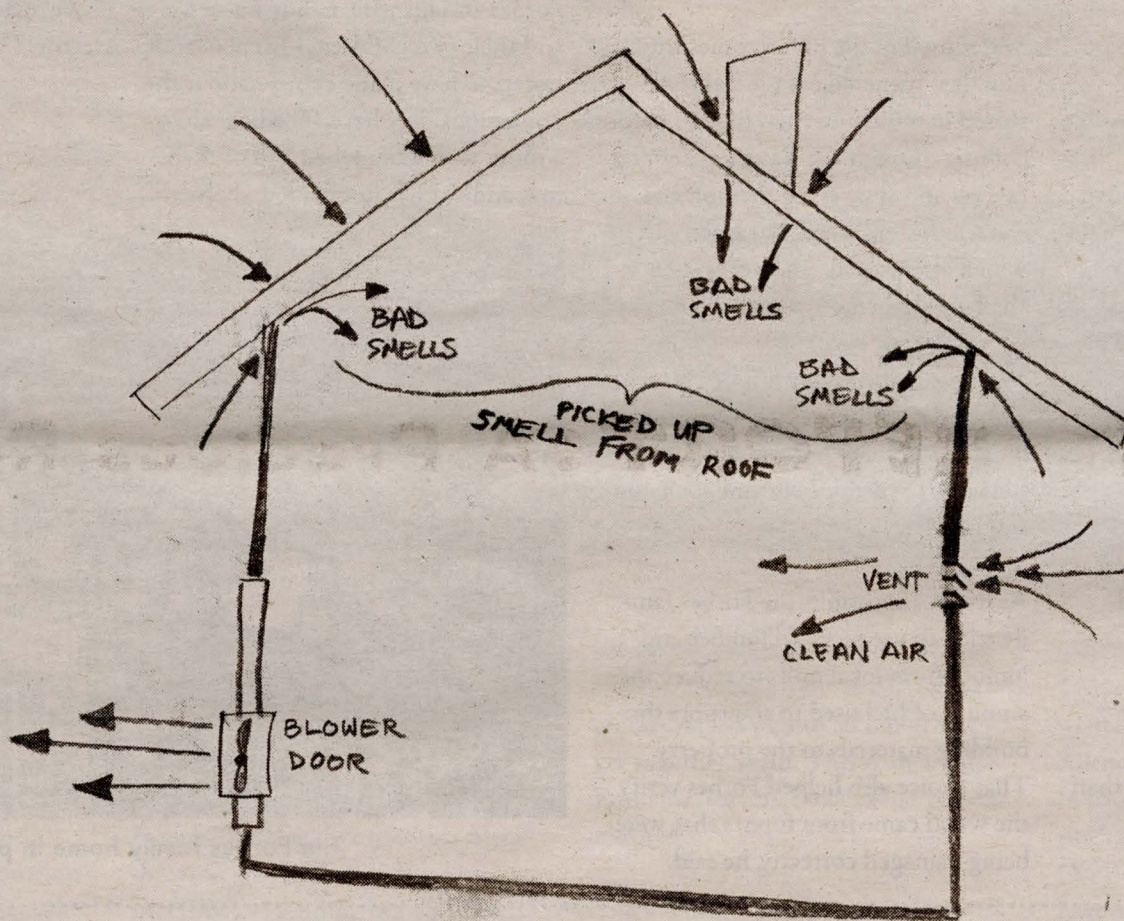 BAD
SMELLS
BAD
SMELLS
BAD
SMELLS
PICKED UP
SMELL FROM ROOF
VENT
CLEAN AIR
BLOWER
DOOR